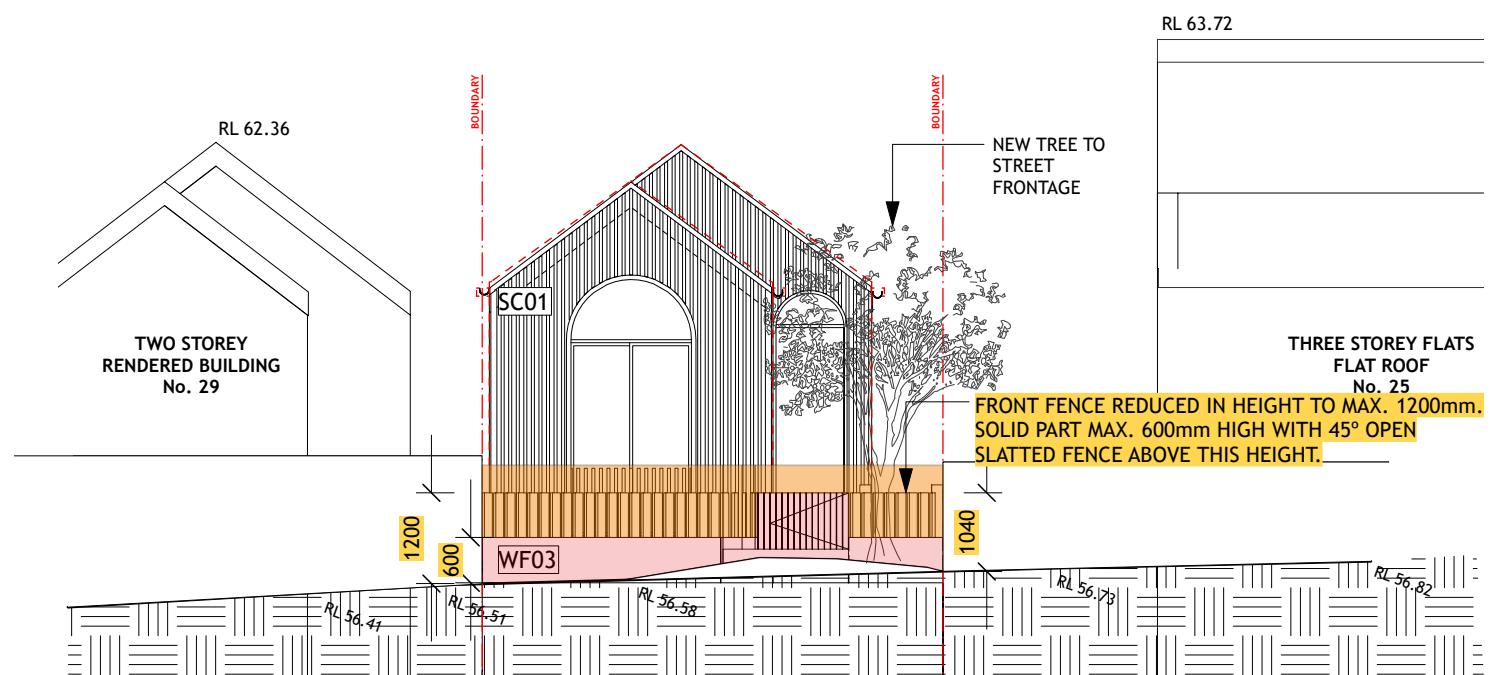 RL 63.72
BOUNDARY
BOUNDARY
RL 62.36
NEW TREE TO
STREET
FRONTAGE
SC01
TWO STOREY
RENDERED BUILDING
No. 29
THREE STOREY FLATS
FLAT ROOF
No. 25
FRONT FENCE REDUCED IN HEIGHT TO MAX. 1200mm.
SOLID PART MAX. 600mm HIGH WITH 45º OPEN
SLATTED FENCE ABOVE THIS HEIGHT.
1200
600
WF03
1040
RL 56.41
RL 56.51
RL 56.58
RL 56.73
RL 56.82